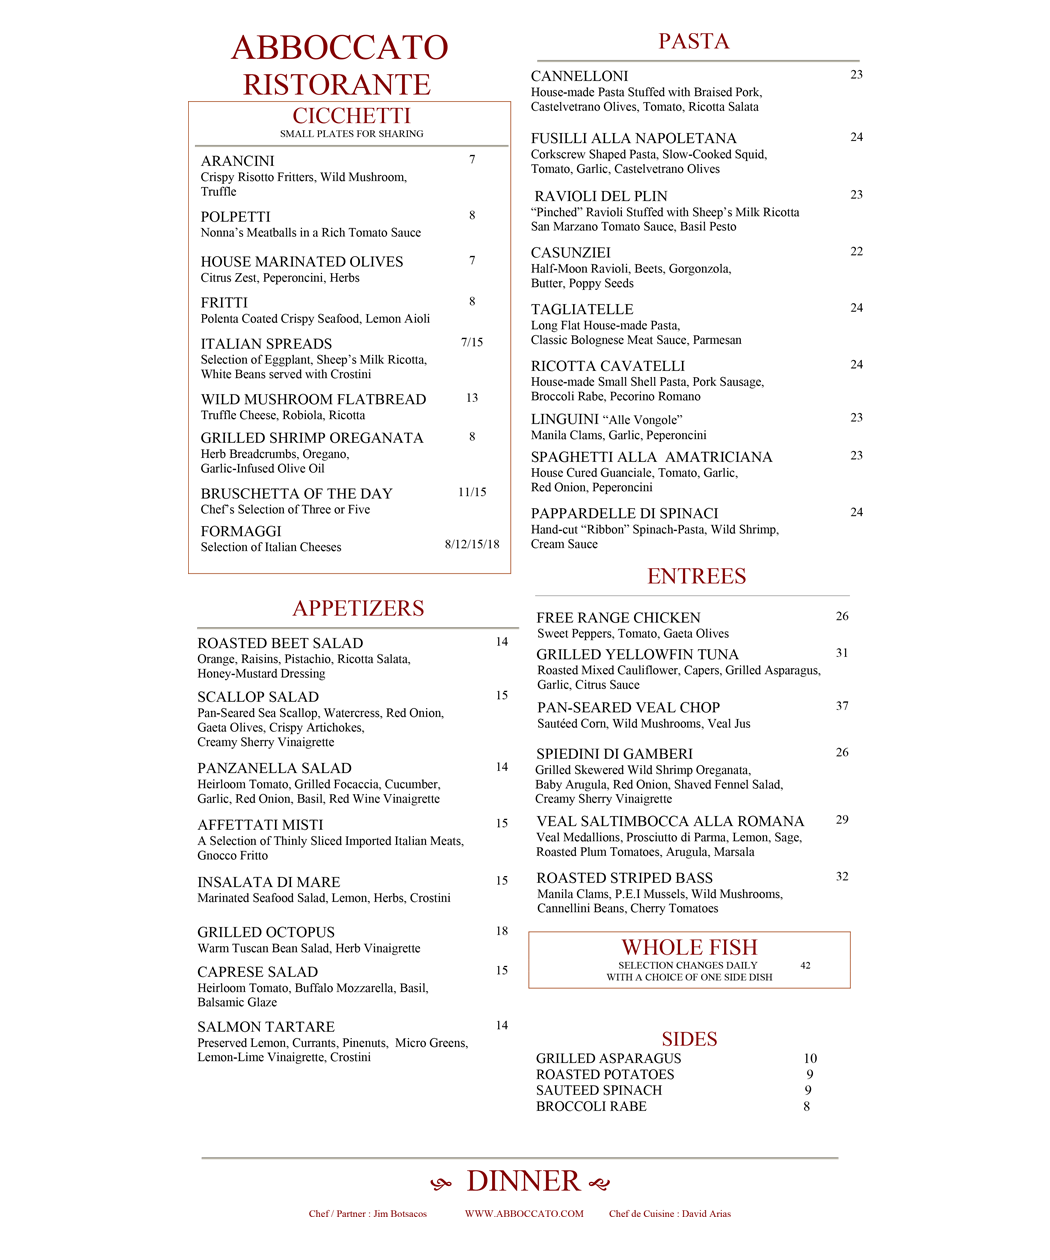 ABBOCCATO
RISTORANTE
CICCHETTI
SMALL PLATES FOR SHARING
ARANCINI 7
Crispy Risotto Fritters, Wild Mushroom,
Truffle
POLPETTI 8
Nonna's Meatballs in a Rich Tomato Sauce
HOUSE MARINATED OLIVES 7
Citrus Zest, Peperoncini, Herbs
FRITTI 8
Polenta Coated Crispy Seafood, Lemon Aioli
ITALIAN SPREADS 7/15
Selection of Eggplant, Sheep's Milk Ricotta,
White Beans served with Crostini
WILD MUSHROOM FLATBREAD 13
Truffle Cheese, Robiola, Ricotta
GRILLED SHRIMP OREGANATA 8
Herb Breadcrumbs, Oregano,
Garlic-Infused Olive Oil
BRUSCHETTA OF THE DAY 11/15
Chef's Selection of Three or Five
FORMAGGI
Selection of Italian Cheeses 8/12/15/18
APPETIZERS
ROASTED BEET SALAD 14
Orange, Raisins, Pistachio, Ricotta Salata,
Honey-Mustard Dressing
SCALLOP SALAD 15
Pan-Seared Sea Scallop, Watercress, Red Onion,
Gaeta Olives, Crispy Artichokes,
Creamy Sherry Vinaigrette
PANZANELLA SALAD 14
Heirloom Tomato, Grilled Focaccia, Cucumber,
Garlic, Red Onion, Basil, Red Wine Vinaigrette
AFFETTATI MISTI 15
A Selection of Thinly Sliced Imported Italian Meats,
Gnocco Fritto
INSALATA DI MARE 15
Marinated Seafood Salad, Lemon, Herbs, Crostini
GRILLED OCTOPUS 18
Warm Tuscan Bean Salad, Herb Vinaigrette
CAPRESE SALAD 15
Heirloom Tomato, Buffalo Mozzarella, Basil,
Balsamic Glaze
SALMON TARTARE 14
Preserved Lemon, Currants, Pinenuts, Micro Greens,
Lemon-Lime Vinaigrette, Crostini
PASTA
CANNELLONI 23
House-made Pasta Stuffed with Braised Pork,
Castelvetrano Olives, Tomato, Ricotta Salata
FUSILLI ALLA NAPOLETANA 24
Corkscrew Shaped Pasta, Slow-Cooked Squid,
Tomato, Garlic, Castelvetrano Olives
RAVIOLI DEL PLIN 23
“Pinched” Ravioli Stuffed with Sheep's Milk Ricotta
San Marzano Tomato Sauce, Basil Pesto
CASUNZIEI 22
Half-Moon Ravioli, Beets, Gorgonzola,
Butter, Poppy Seeds
TAGLIATELLE 24
Long Flat House-made Pasta,
Classic Bolognese Meat Sauce, Parmesan
RICOTTA CAVATELLI 24
House-made Small Shell Pasta, Pork Sausage,
Broccoli Rabe, Pecorino Romano
LINGUINI “Alle Vongole” 23
Manila Clams, Garlic, Peperoncini
SPAGHETTI ALLA AMATRICIANA 23
House Cured Guanciale, Tomato, Garlic,
Red Onion, Peperoncini
PAPPARDELLE DI SPINACI 24
Hand-cut “Ribbon” Spinach-Pasta, Wild Shrimp,
Cream Sauce
ENTREES
FREE RANGE CHICKEN 26
Sweet Peppers, Tomato, Gaeta Olives
GRILLED YELLOWFIN TUNA 31
Roasted Mixed Cauliflower, Capers, Grilled Asparagus,
Garlic, Citrus Sauce
PAN-SEARED VEAL CHOP 37
Sautéed Corn, Wild Mushrooms, Veal Jus
SPIEDINI DI GAMBERI 26
Grilled Skewered Wild Shrimp Oreganata,
Baby Arugula, Red Onion, Shaved Fennel Salad,
Creamy Sherry Vinaigrette
VEAL SALTIMBOCCA ALLA ROMANA 29
Veal Medallions, Prosciutto di Parma, Lemon, Sage,
Roasted Plum Tomatoes, Arugula, Marsala
ROASTED STRIPED BASS 32
Manila Clams, P.E.I Mussels, Wild Mushrooms,
Cannellini Beans, Cherry Tomatoes
WHOLE FISH
SELECTION CHANGES DAILY 42
WITH A CHOICE OF ONE SIDE DISH
SIDES
GRILLED ASPARAGUS 10
ROASTED POTATOES 9
SAUTEED SPINACH 9
BROCCOLI RABE 8
DINNER
Chef / Partner : Jim Botsacos WWW.ABBOCCATO.COM Chef de Cuisine : David Arias